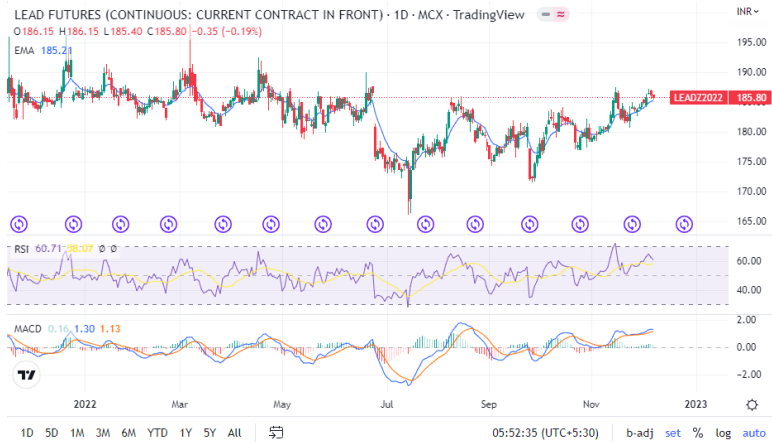 LEAD FUTURES (CONTINUOUS: CURRENT CONTRACT IN FRONT) · 1D · MCX · TradingView
INR
O186.15 H186.15 L185.40 C185.80 −0.35 (−0.19%)
EMA 185.21
195.00
190.00
LEADZ2022 185.80
185.00
180.00
175.00
170.00
165.00
RSI 60.71 58.07 Ø Ø
60.00
40.00
MACD 0.16 1.30 1.13
2.00
0.00
−2.00
2022 Mar May Jul Sep Nov 2023
1D 5D 1M 3M 6M YTD 1Y 5Y All 05:52:35 (UTC+5:30) b-adj set % log auto